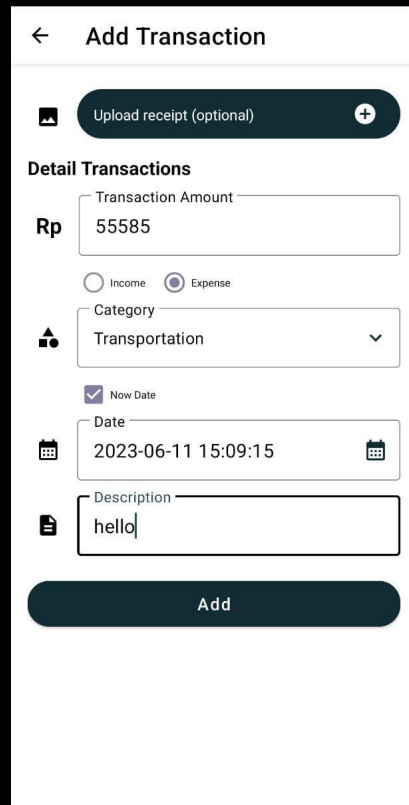 Add Transaction
Upload receipt (optional)
Detail Transactions
Transaction Amount
Rp 55585
Income Expense
Category
Transportation
Now Date
Date
2023-06-11 15:09:15
Description
hello
Add